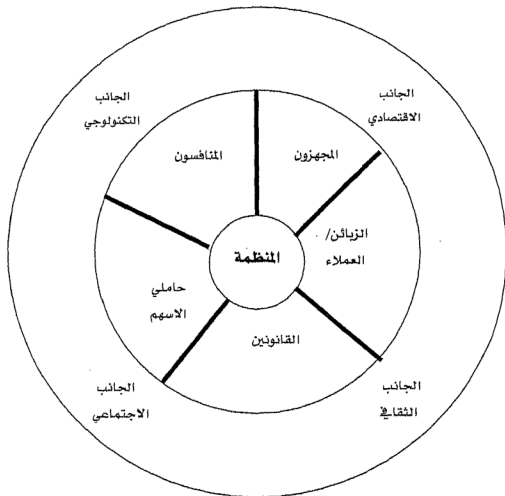 الجانب
الاقتصادي
الجانب
التكنولوجي
المجهزون
المنافسون
الزبائن/
العملاء
المنظمة
حاملي
الاسهم
القانونين
الجانب
الثقافي
الجانب
الاجتماعي